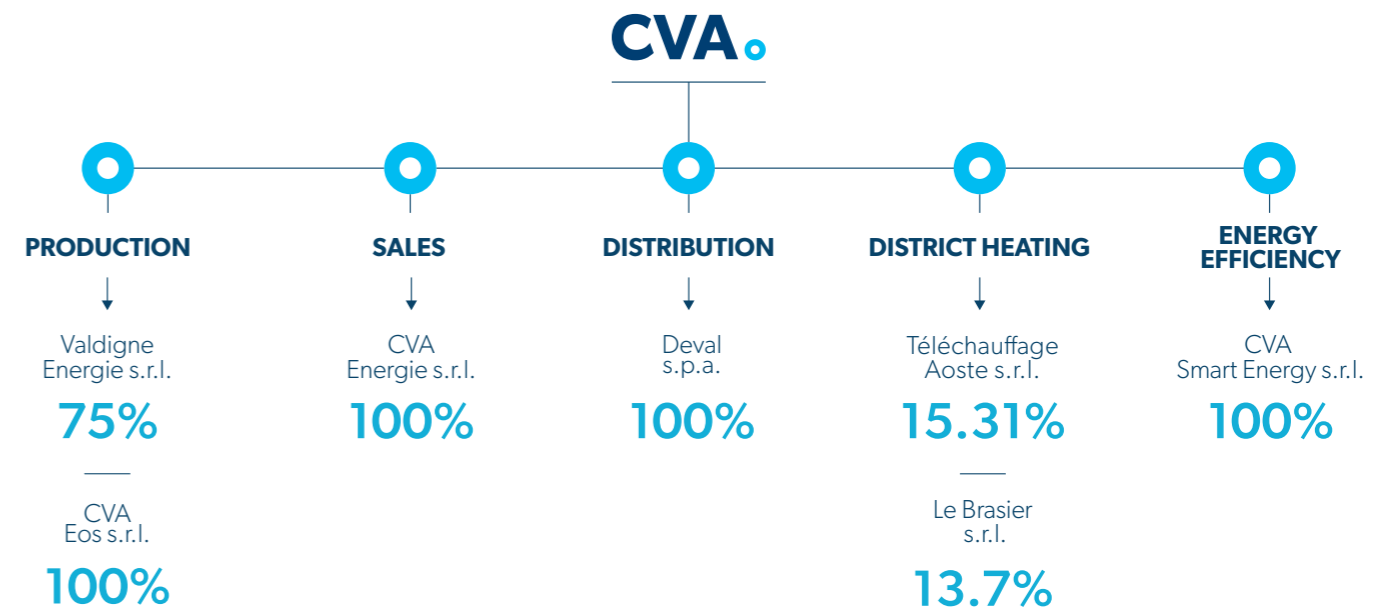 CVA
PRODUCTION
Valdigne
Energie s.r.l.
75%
CVA
Eos s.r.l.
100%
SALES
CVA
Energie s.r.l.
100%
DISTRIBUTION
Deval
s.p.a.
100%
DISTRICT HEATING
Téléchauffage
Aoste s.r.l.
15.31%
Le Brasier
s.r.l.
13.7%
ENERGY
EFFICIENCY
CVA
Smart Energy s.r.l.
100%